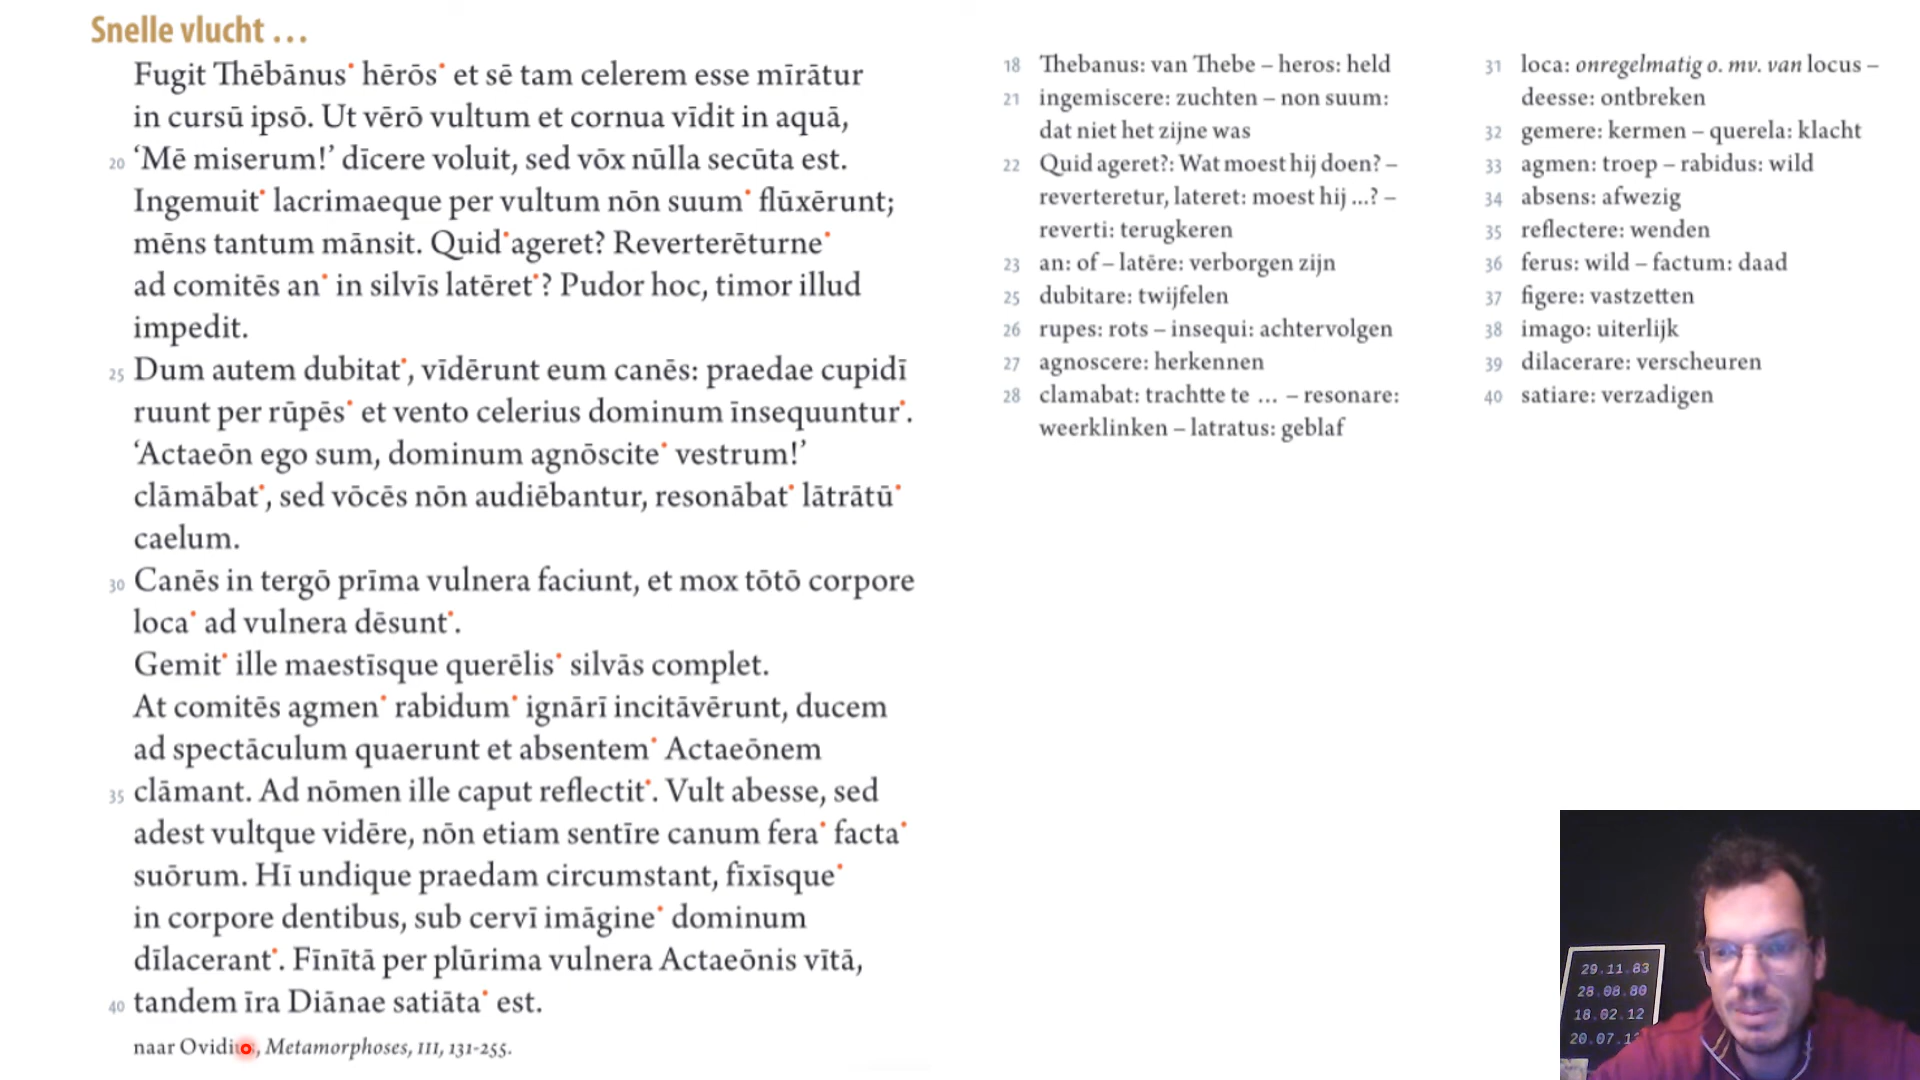 Snelle vlucht …
Fugit Thēbānus• hērōs• et sē tam celerem esse mīrātur
in cursū ipsō. Ut vērō vultum et cornua vīdit in aquā,
20 ‘Mē miserum!’ dīcere voluit, sed vōx nūlla secūta est.
Ingemuit• lacrimaeque per vultum nōn suum• flūxērunt;
mēns tantum mānsit. Quid•ageret? Reverterēturne•
ad comitēs an• in silvīs latēret•? Pudor hoc, timor illud
impedit.
25 Dum autem dubitat•, vīdērunt eum canēs: praedae cupidī
ruunt per rūpēs• et vento celerius dominum īnsequuntur•.
‘Actaeōn ego sum, dominum agnōscite• vestrum!’
clāmābat•, sed vōcēs nōn audiēbantur, resonābat• lātrātū•
caelum.
30 Canēs in tergō prīma vulnera faciunt, et mox tōtō corpore
loca• ad vulnera dēsunt•.
Gemit• ille maestīsque querēlis• silvās complet.
At comitēs agmen• rabidum• ignārī incitāvērunt, ducem
ad spectāculum quaerunt et absentem• Actaeōnem
35 clāmant. Ad nōmen ille caput reflectit•. Vult abesse, sed
adest vultque vidēre, nōn etiam sentīre canum fera• facta•
suōrum. Hī undique praedam circumstant, fīxīsque•
in corpore dentibus, sub cervī imāgine• dominum
dīlacerant•. Fīnītā per plūrima vulnera Actaeōnis vītā,
40 tandem īra Diānae satiāta• est.
naar , Metamorphoses, III, 131-255.
18 Thebanus: van Thebe – heros: held
21 ingemiscere: zuchten – non suum:
dat niet het zijne was
22 Quid ageret?: Wat moest hij doen? –
reverteretur, lateret: moest hij ...? –
reverti: terugkeren
23 an: of – latēre: verborgen zijn
25 dubitare: twijfelen
26 rupes: rots – insequi: achtervolgen
27 agnoscere: herkennen
28 clamabat: trachtte te … – resonare:
weerklinken – latratus: geblaf
31 loca: onregelmatig o. mv. van locus –
deesse: ontbreken
32 gemere: kermen – querela: klacht
33 agmen: troep – rabidus: wild
34 absens: afwezig
35 reflectere: wenden
36 ferus: wild – factum: daad
37 figere: vastzetten
38 imago: uiterlijk
39 dilacerare: verscheuren
40 satiare: verzadigen
29.11.83
28.08.80
18.02.12